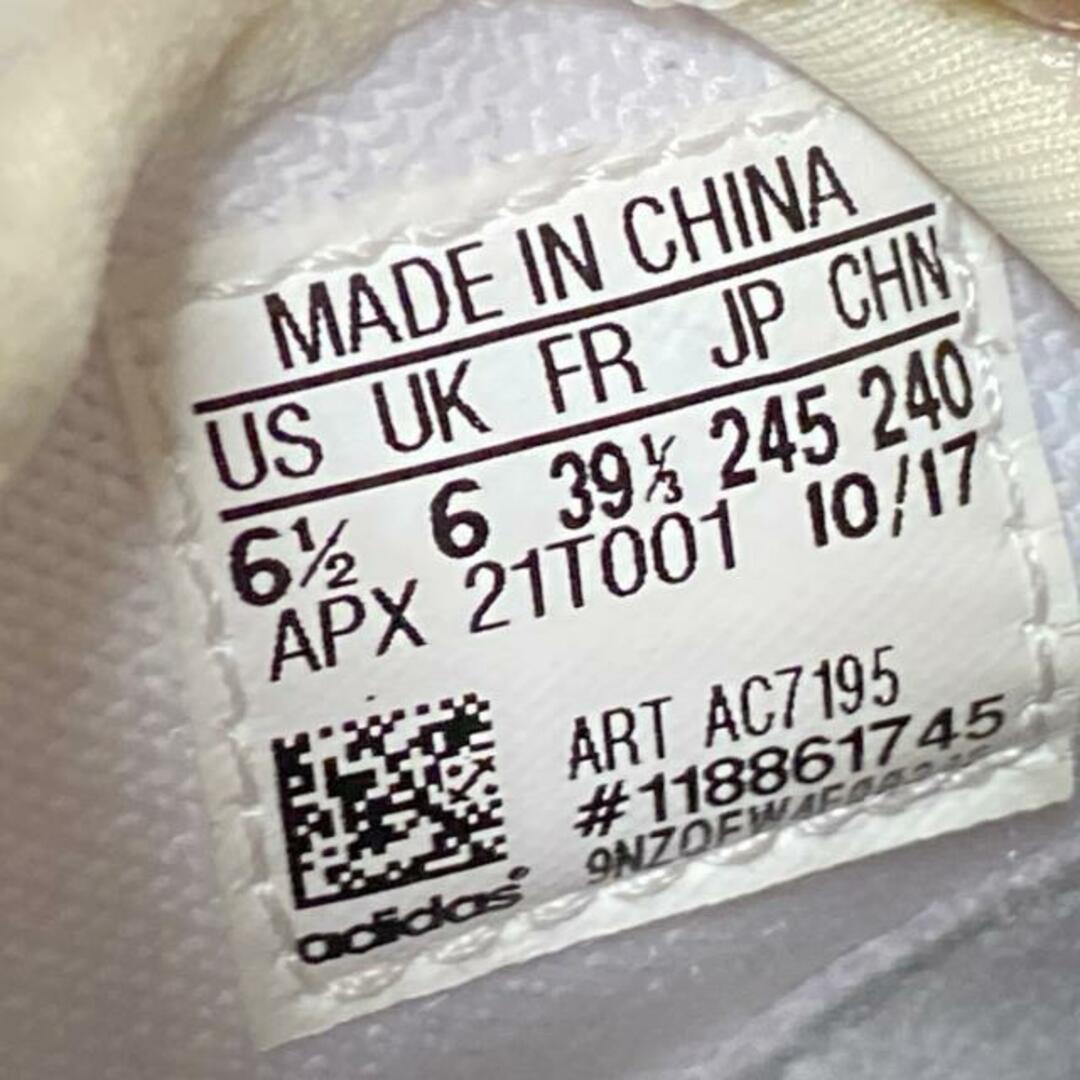 MADE IN CHINA
US UK FR JP CHN
6½ 6 39⅓ 245 240
APX 21T001 10/17
ART AC7195
#1188861745
adidas®